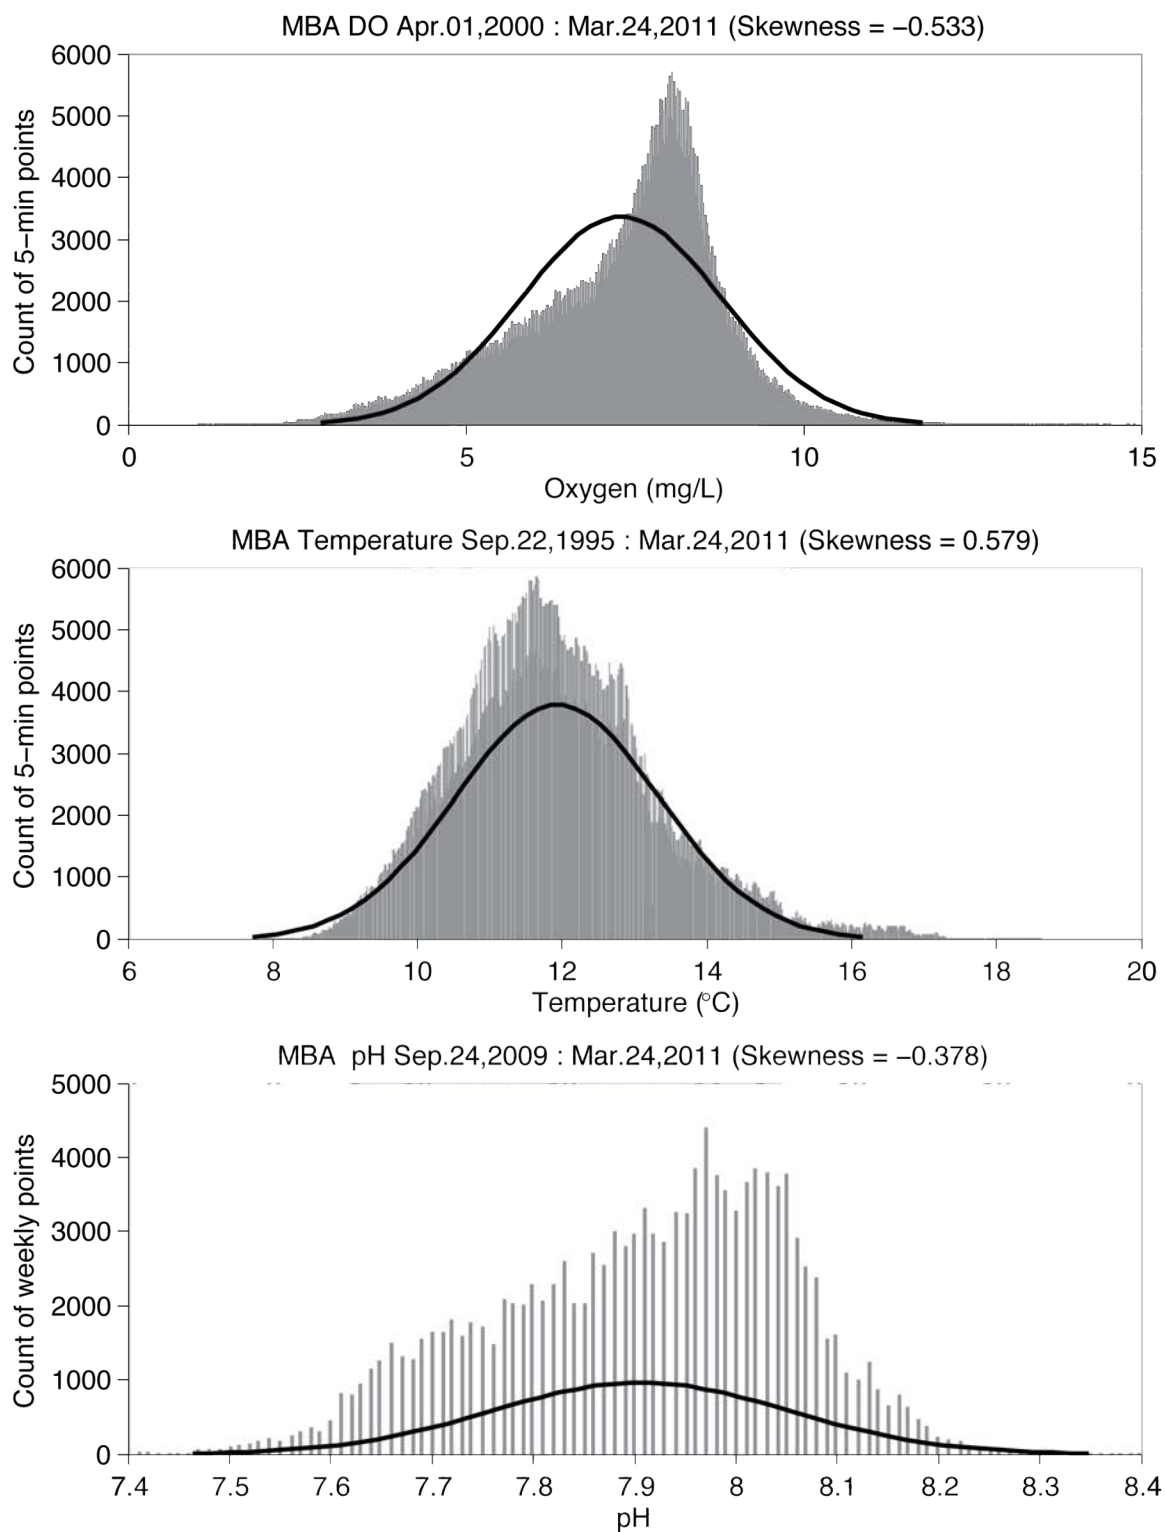 MBA DO Apr.01,2000 : Mar.24,2011 (Skewness = −0.533)
6000
5000
4000
3000
2000
1000
0
Count of 5−min points
0 5 10 15
Oxygen (mg/L)
MBA Temperature Sep.22,1995 : Mar.24,2011 (Skewness = 0.579)
6000
5000
4000
3000
2000
1000
0
Count of 5−min points
6 8 10 12 14 16 18 20
Temperature (°C)
MBA pH Sep.24,2009 : Mar.24,2011 (Skewness = −0.378)
5000
4000
3000
2000
1000
0
Count of weekly points
7.4 7.5 7.6 7.7 7.8 7.9 8 8.1 8.2 8.3 8.4
pH